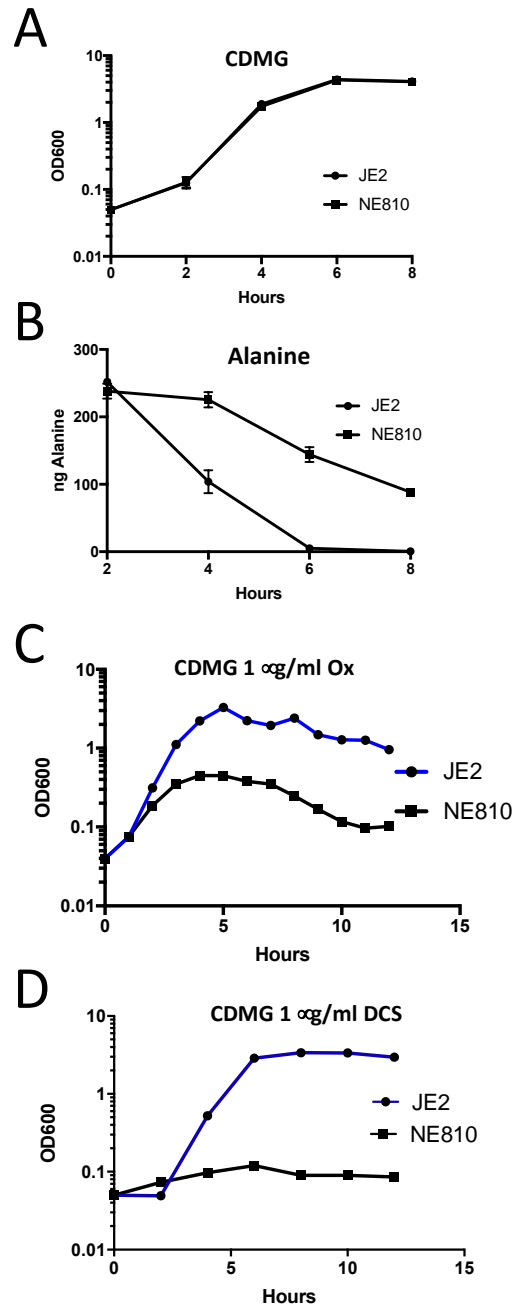 A
CDMG
10
1
0.1
0.01
OD600
JE2
NE810
0
2
4
6
8
Hours
B
Alanine
300
200
100
0
ng Alanine
JE2
NE810
2
4
6
8
Hours
C
CDMG 1 ∝g/ml Ox
10
1
0.1
0.01
OD600
JE2
NE810
0
5
10
15
Hours
D
CDMG 1 ∝g/ml DCS
10
1
0.1
0.01
OD600
JE2
NE810
0
5
10
15
Hours